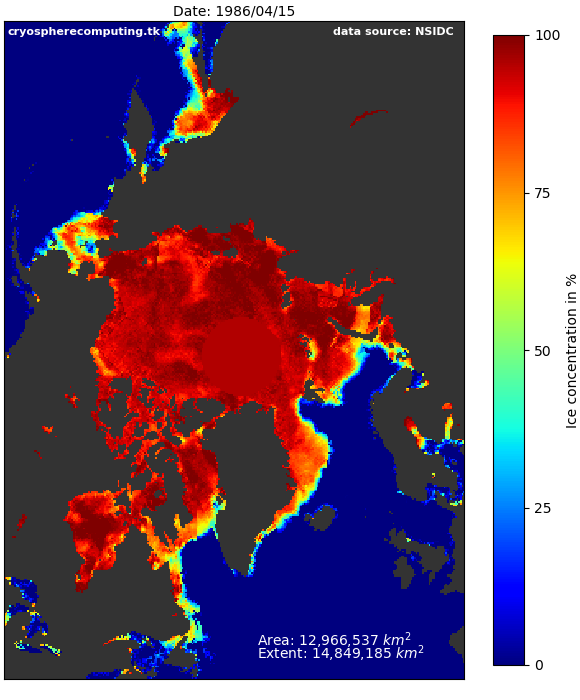 Date: 1986/04/15
cryospherecomputing.tk data source: NSIDC
100
75
50
25
0
Ice concentration in %
Area: 12,966,537 km²
Extent: 14,849,185 km²